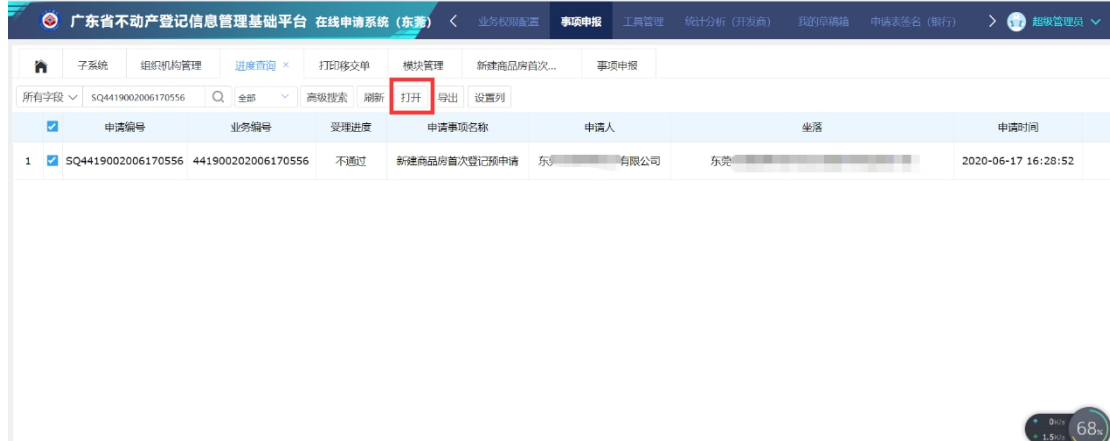 广东省不动产登记信息管理基础平台 在线申请系统（东莞） 业务权限配置 事项申报 工具管理 统计分析（开发商） 我的草稿箱 申请表签名（银行） 超级管理员
子系统 组织机构管理 进度查询 × 打印移交单 模块管理 新建商品房首次... 事项申报
所有字段 SQ4419002006170556 全部 高级搜索 刷新 打开 导出 设置列
申请编号 业务编号 受理进度 申请事项名称 申请人 坐落 申请时间
1 SQ4419002006170556 441900202006170556 不通过 新建商品房首次登记预申请 东 有限公司 东莞 2020-06-17 16:28:52
0K/s
1.5K/s
68%